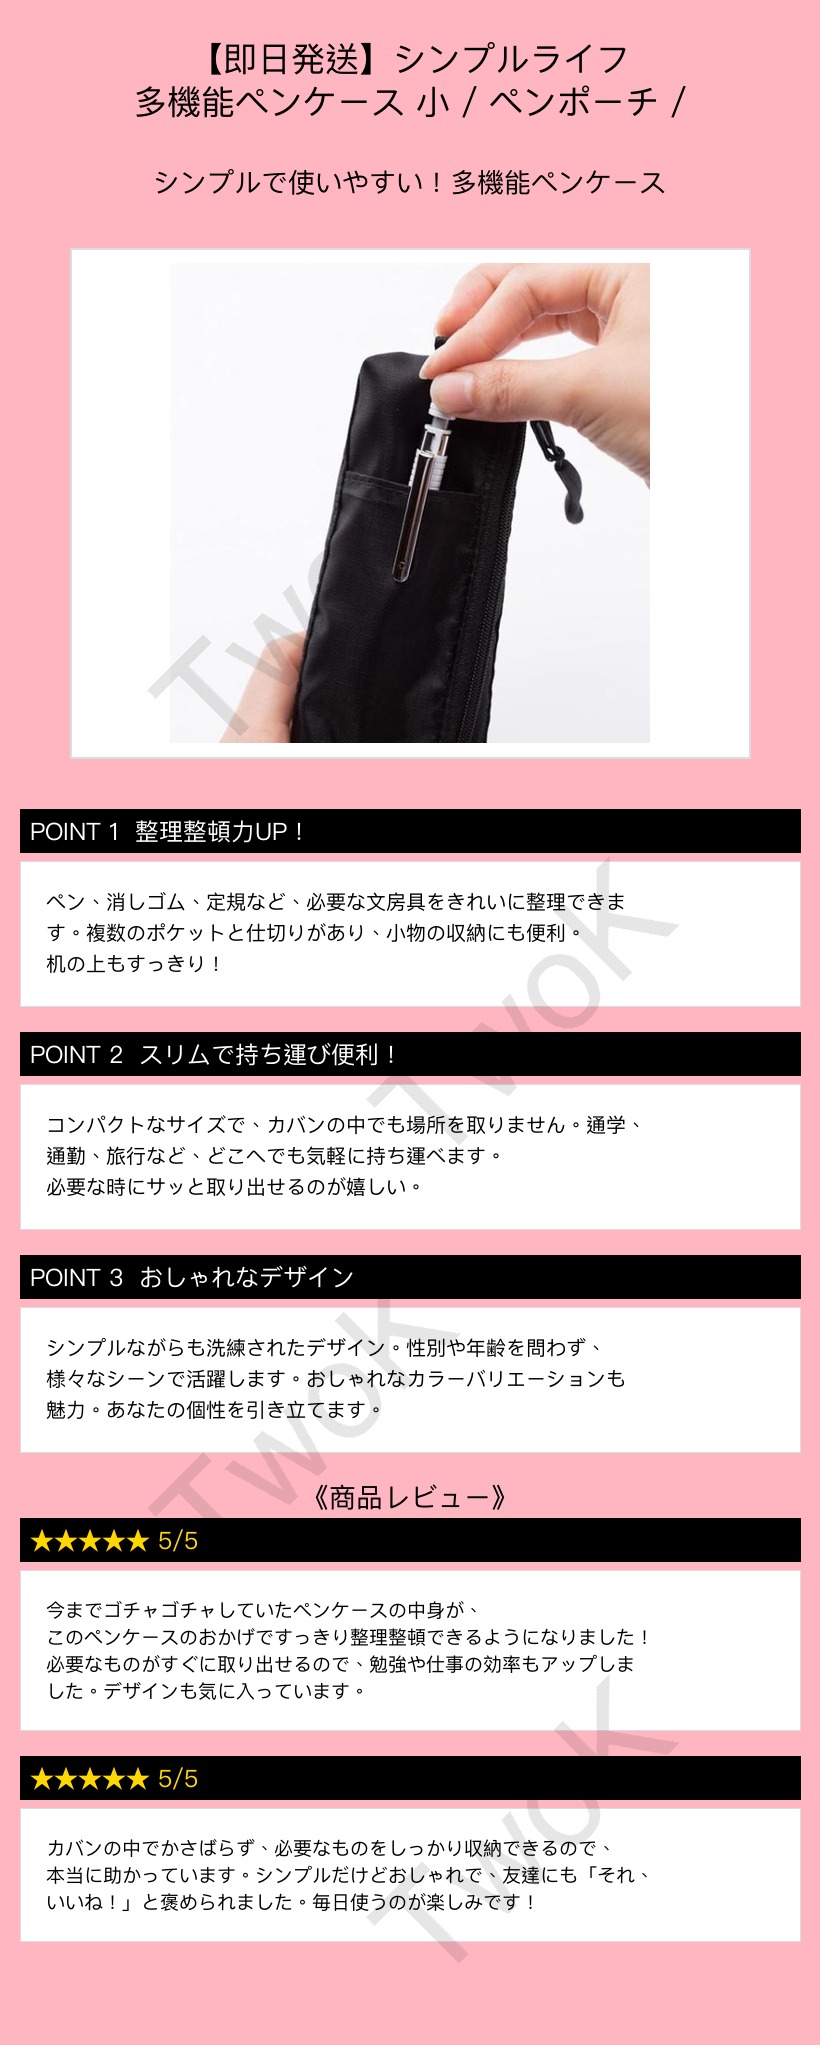 【即日発送】シンプルライフ
多機能ペンケース 小 / ペンポーチ /
シンプルで使いやすい！多機能ペンケース
TwoK
POINT 1 整理整頓力UP！
ペン、消しゴム、定規など、必要な文房具をきれいに整理できま
す。複数のポケットと仕切りがあり、小物の収納にも便利。
机の上もすっきり！
TwoK
POINT 2 スリムで持ち運び便利！
コンパクトなサイズで、カバンの中でも場所を取りません。通学、
通勤、旅行など、どこへでも気軽に持ち運べます。
必要な時にサッと取り出せるのが嬉しい。
POINT 3 おしゃれなデザイン
シンプルながらも洗練されたデザイン。性別や年齢を問わず、
様々なシーンで活躍します。おしゃれなカラーバリエーションも
魅力。あなたの個性を引き立てます。
TwoK
《商品レビュー》
★★★★★ 5/5
今までゴチャゴチャしていたペンケースの中身が、
このペンケースのおかげですっきり整理整頓できるようになりました！
必要なものがすぐに取り出せるので、勉強や仕事の効率もアップしま
した。デザインも気に入っています。
★★★★★ 5/5
カバンの中でかさばらず、必要なものをしっかり収納できるので、
本当に助かっています。シンプルだけどおしゃれで、友達にも「それ、
いいね！」と褒められました。毎日使うのが楽しみです！
TwoK